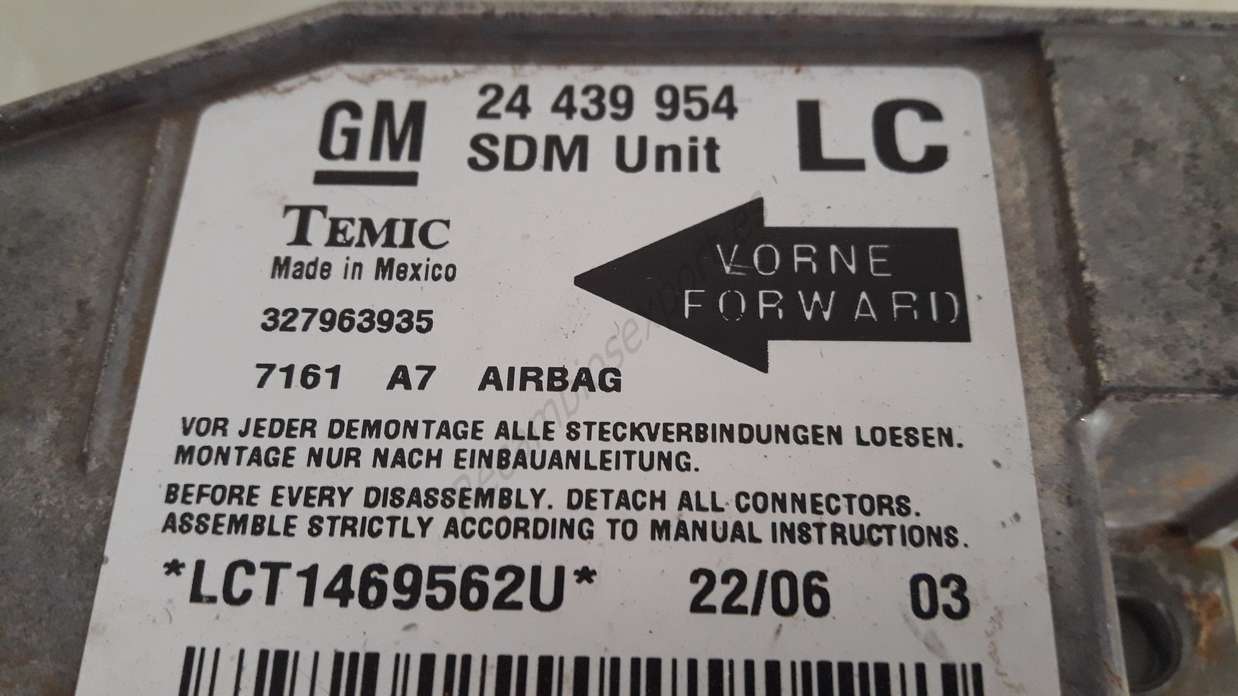 GM 24 439 954 LC
SDM Unit
TEMIC
Made in Mexico
VORNE
FORWARD
327963935
7161 A7 AIRBAG
VOR JEDER DEMONTAGE ALLE STECKVERBINDUNGEN LOESEN.
MONTAGE NUR NACH EINBAUANLEITUNG.
BEFORE EVERY DISASSEMBLY. DETACH ALL CONNECTORS.
ASSEMBLE STRICTLY ACCORDING TO MANUAL INSTRUCTIONS.
*LCT1469562U* 22/06 03